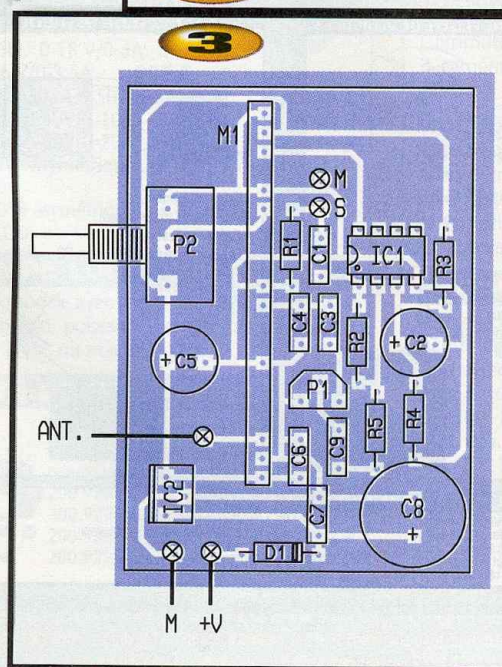 3
M1
M
S
P2
R1
C1
IC1
R3
C4
C3
R2
C2
+
C5
+
P1
ANT.
C6
C9
R5
R4
IC2
C7
C8
+
D1
M
+V